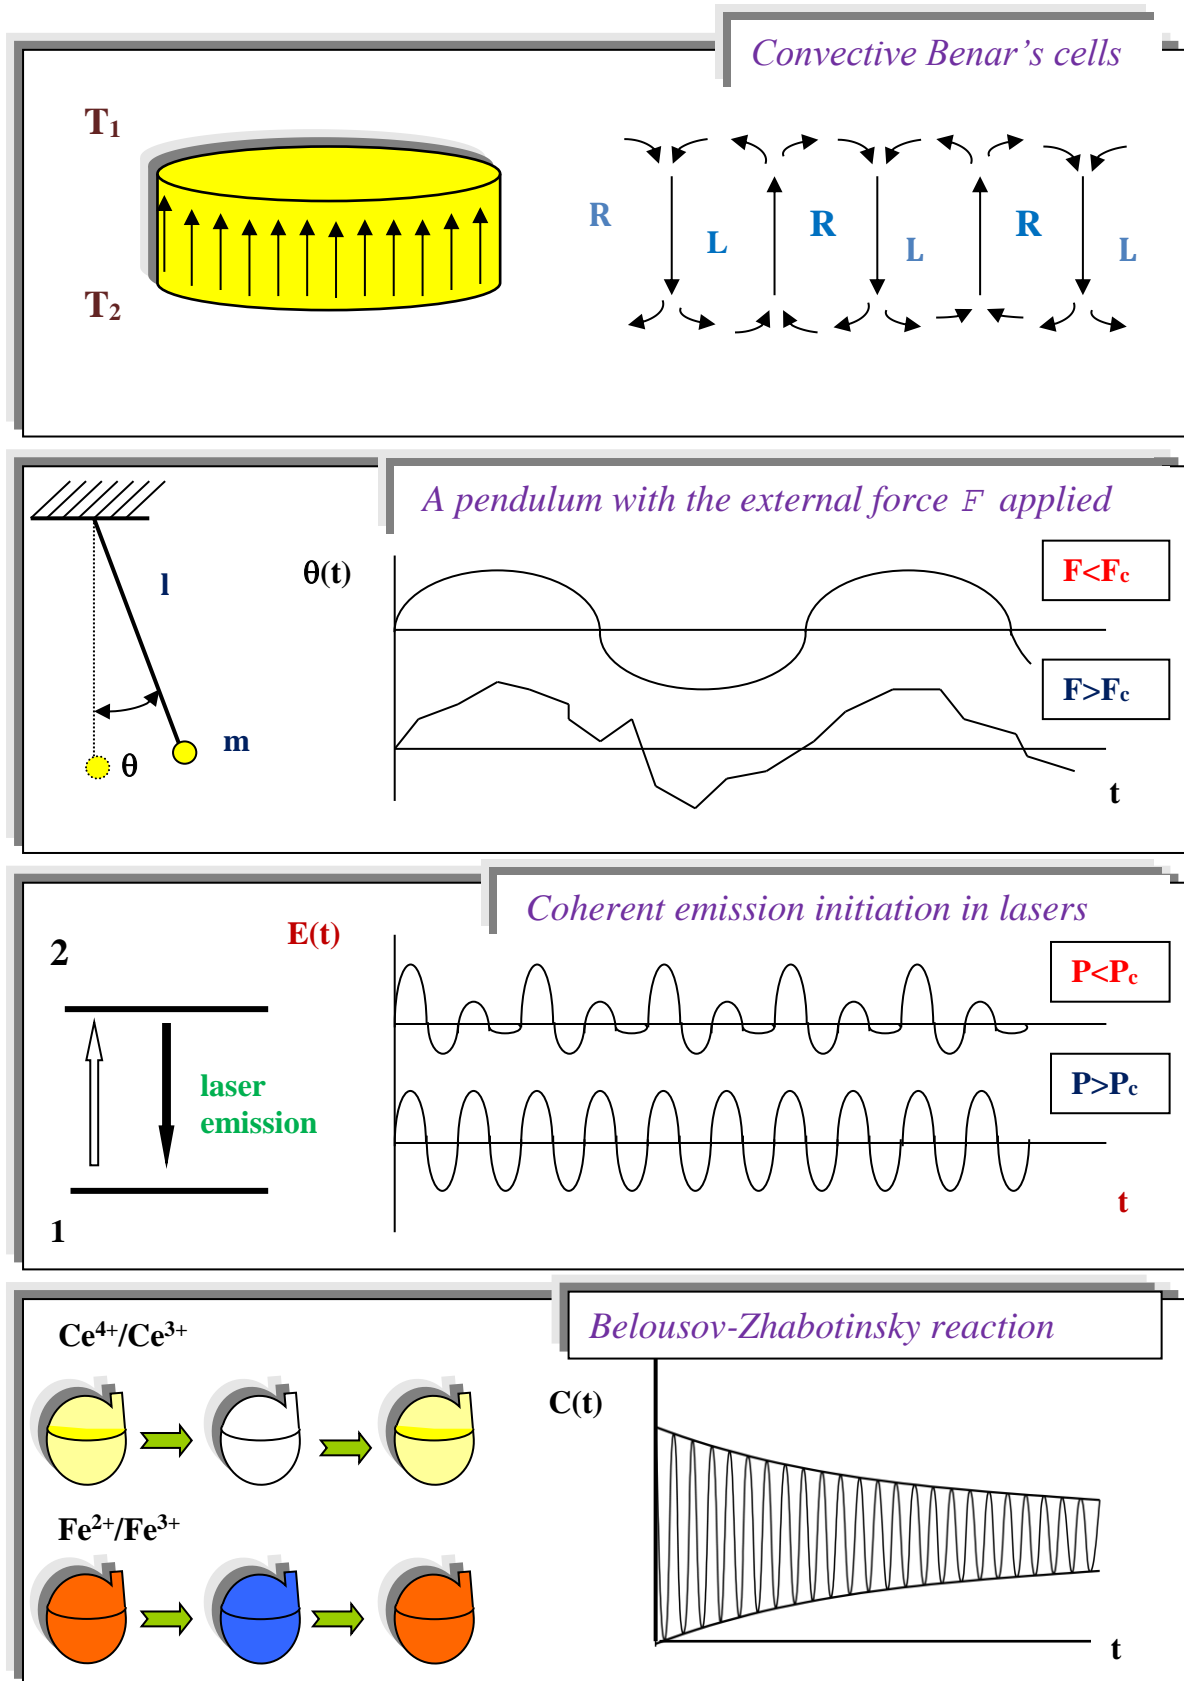 Convective Benar’s cells
T₁
T₂
R
L
R
L
R
L
A pendulum with the external force F applied
l
m
θ
θ(t)
F<Fc
F>Fc
t
Coherent emission initiation in lasers
2
1
laser
emission
E(t)
P<Pc
P>Pc
t
Belousov-Zhabotinsky reaction
Ce⁴⁺/Ce³⁺
Fe²⁺/Fe³⁺
C(t)
t